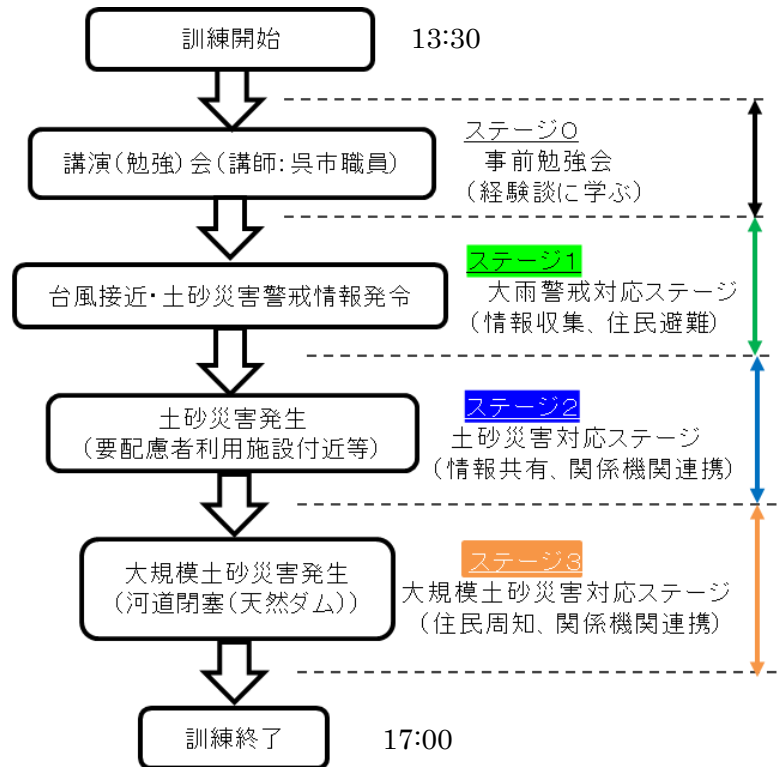 訓練開始
13:30
講演(勉強)会(講師:呉市職員)
ステージ0
事前勉強会
(経験談に学ぶ)
台風接近・土砂災害警戒情報発令
ステージ1
大雨警戒対応ステージ
(情報収集、住民避難)
土砂災害発生
(要配慮者利用施設付近等)
ステージ2
土砂災害対応ステージ
(情報共有、関係機関連携)
大規模土砂災害発生
(河道閉塞(天然ダム))
ステージ3
大規模土砂災害対応ステージ
(住民周知、関係機関連携)
訓練終了
17:00